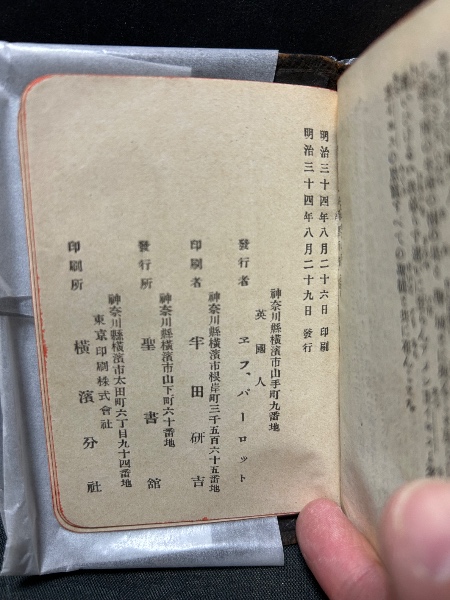 明治三十四年八月二十六日 印刷
明治三十四年八月二十九日 發行
神奈川縣橫濱市山手町九番地
英國人
發行者 ヱフ、パーロット
神奈川縣橫濱市根岸町三千五百六十五番地
印刷者 半田研吉
神奈川縣橫濱市山下町六十番
發行所 聖書舘
神奈川縣橫濱市太田町六丁目九十四番地
東京印刷株式會社
印刷所 橫濱分社